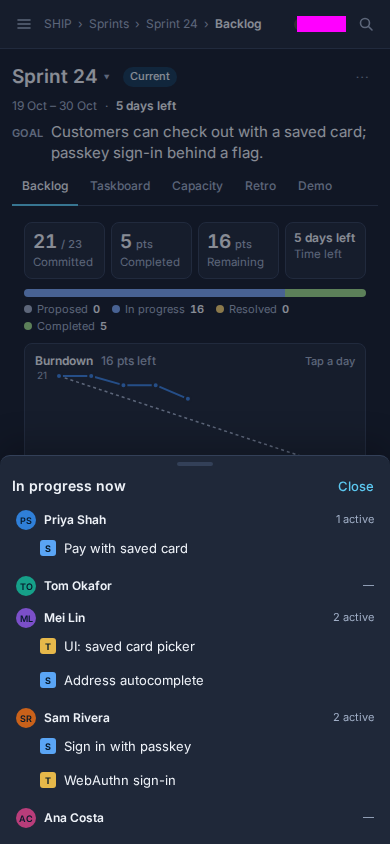 SHIP › Sprints › Sprint 24 › Backlog
Sprint 24 ▾ Current ...
19 Oct – 30 Oct · 5 days left
GOAL Customers can check out with a saved card;
passkey sign-in behind a flag.
Backlog Taskboard Capacity Retro Demo
21 / 23 5 pts 16 pts 5 days left
Committed Completed Remaining Time left
Proposed 0 In progress 16 Resolved 0
Completed 5
Burndown 16 pts left Tap a day
21
In progress now Close
PS Priya Shah 1 active
S Pay with saved card
TO Tom Okafor —
ML Mei Lin 2 active
T UI: saved card picker
S Address autocomplete
SR Sam Rivera 2 active
S Sign in with passkey
T WebAuthn sign-in
AC Ana Costa —